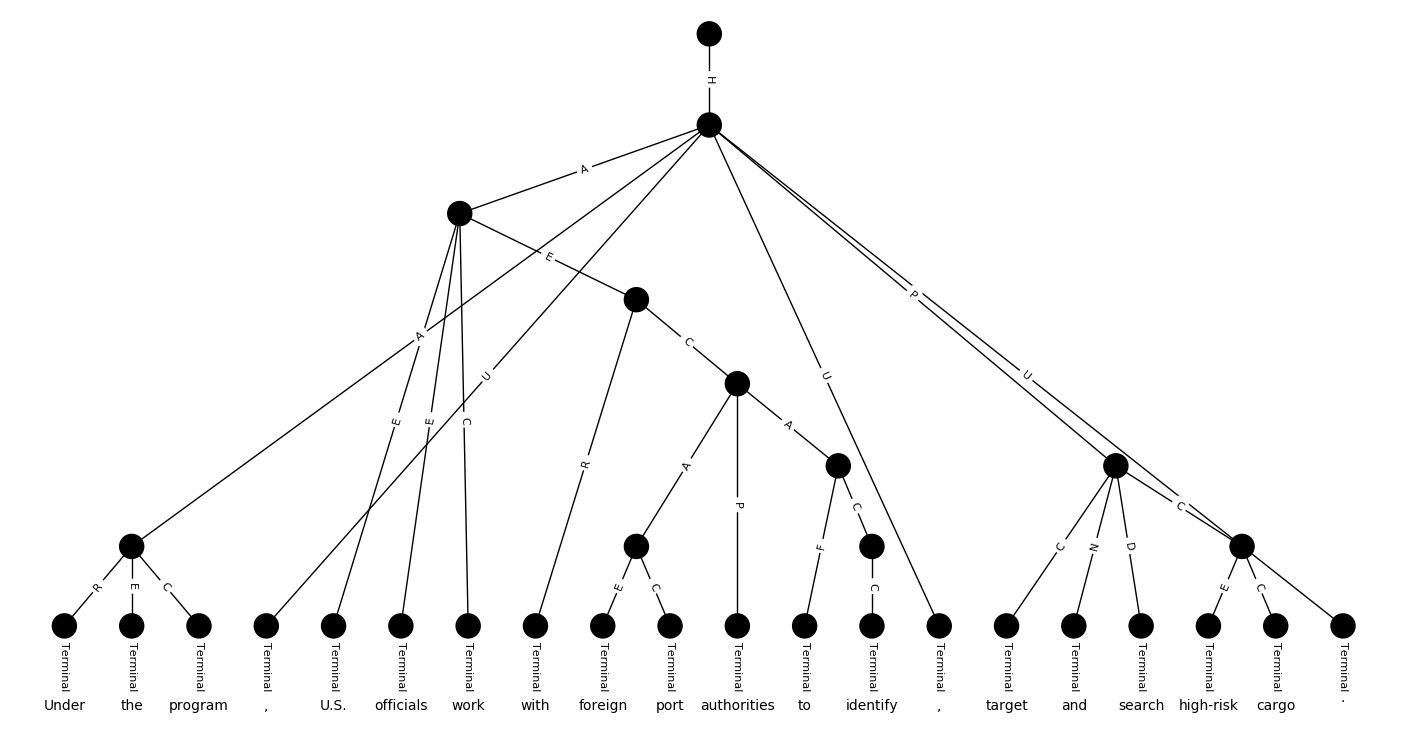 H
A
E
A
P
C
A
U
U
U
A
E
E
C
R
A
P
C
C
F
C
N
D
R
E
C
E
C
C
E
C
Terminal Terminal Terminal Terminal Terminal Terminal Terminal Terminal Terminal Terminal Terminal Terminal Terminal Terminal Terminal Terminal Terminal Terminal Terminal Terminal
Under the program , U.S. officials work with foreign port authorities to identify , target and search high-risk cargo .